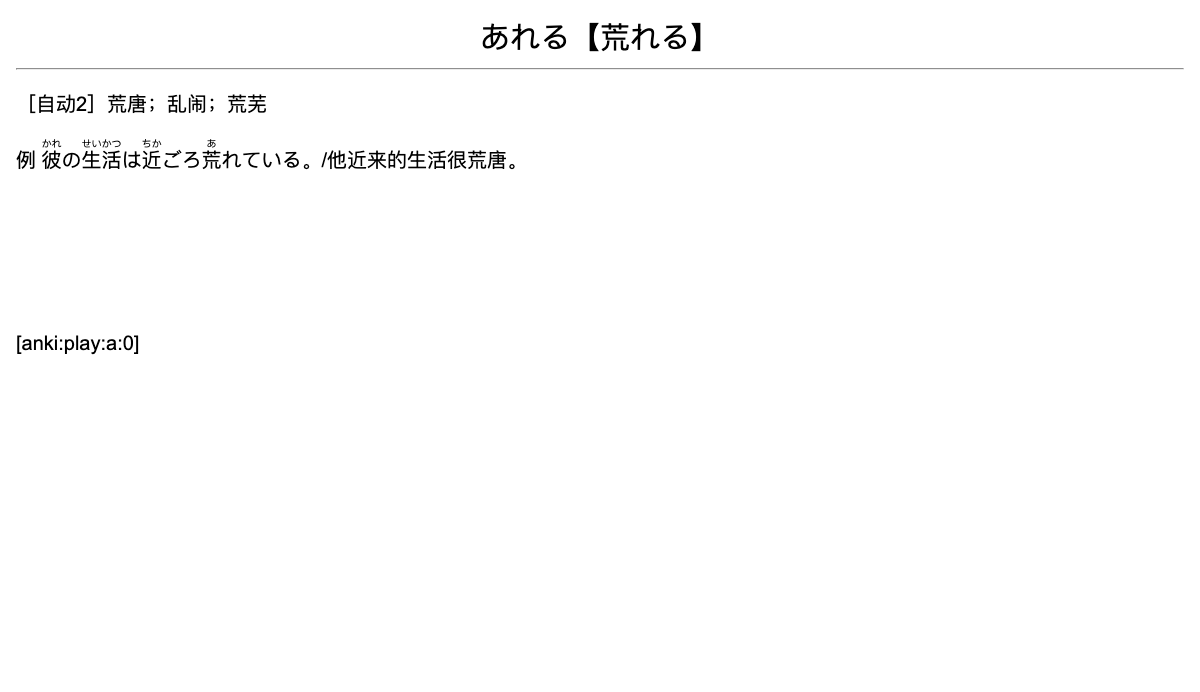 あれる【荒れる】
［自动2］荒唐；乱闹；荒芜
かれ せいかつ ちか あ
例 彼の生活は近ごろ荒れている。/他近来的生活很荒唐。
[anki:play:a:0]